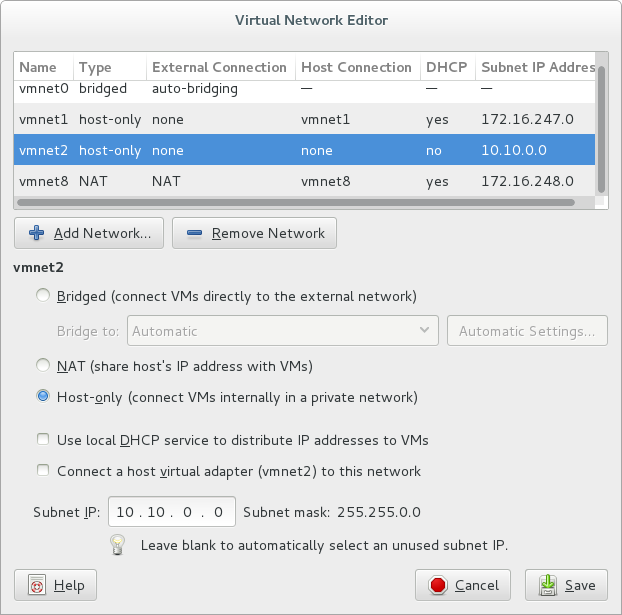 Virtual Network Editor
Name Type External Connection Host Connection DHCP Subnet IP Addres
vmnet0 bridged auto-bridging — — —
vmnet1 host-only none vmnet1 yes 172.16.247.0
vmnet2 host-only none none no 10.10.0.0
vmnet8 NAT NAT vmnet8 yes 172.16.248.0
Add Network... Remove Network
vmnet2
Bridged (connect VMs directly to the external network)
Bridge to: Automatic Automatic Settings...
NAT (share host's IP address with VMs)
Host-only (connect VMs internally in a private network)
Use local DHCP service to distribute IP addresses to VMs
Connect a host virtual adapter (vmnet2) to this network
Subnet IP: 10 . 10 . 0 . 0 Subnet mask: 255.255.0.0
Leave blank to automatically select an unused subnet IP.
Help Cancel Save